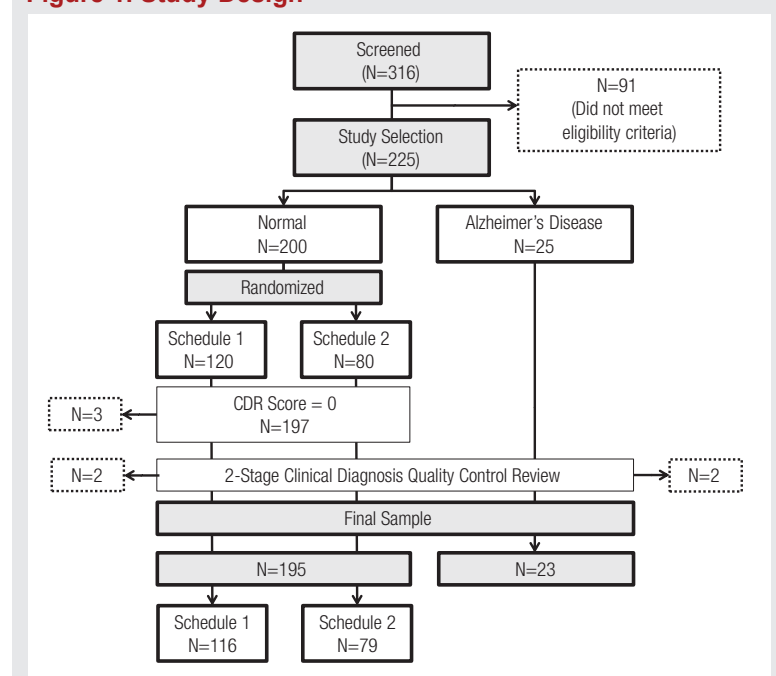 Figure 1. Study Design
Screened
(N=316)
N=91
(Did not meet
eligibility criteria)
Study Selection
(N=225)
Normal
N=200
Alzheimer's Disease
N=25
Randomized
Schedule 1
N=120
Schedule 2
N=80
CDR Score = 0
N=197
N=3
N=2
2-Stage Clinical Diagnosis Quality Control Review
N=2
Final Sample
N=195
N=23
Schedule 1
N=116
Schedule 2
N=79